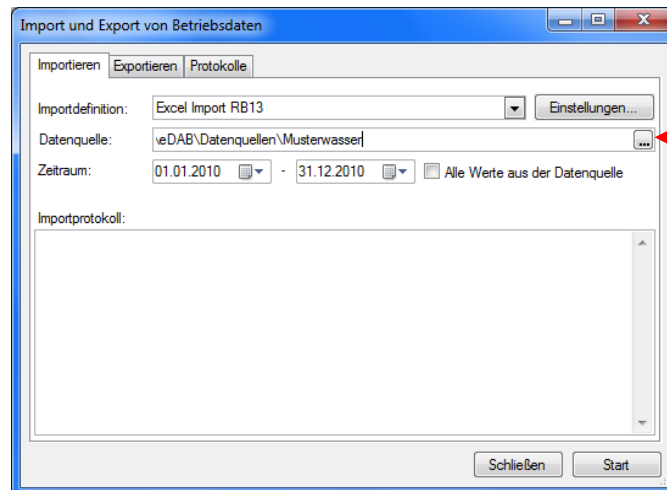 Import und Export von Betriebsdaten
Importieren Exportieren Protokolle
Importdefinition: Excel Import RB13 Einstellungen...
Datenquelle: \eDAB\Datenquellen\Musterwasser ...
Zeitraum: 01.01.2010 - 31.12.2010 Alle Werte aus der Datenquelle
Importprotokoll:
Schließen Start